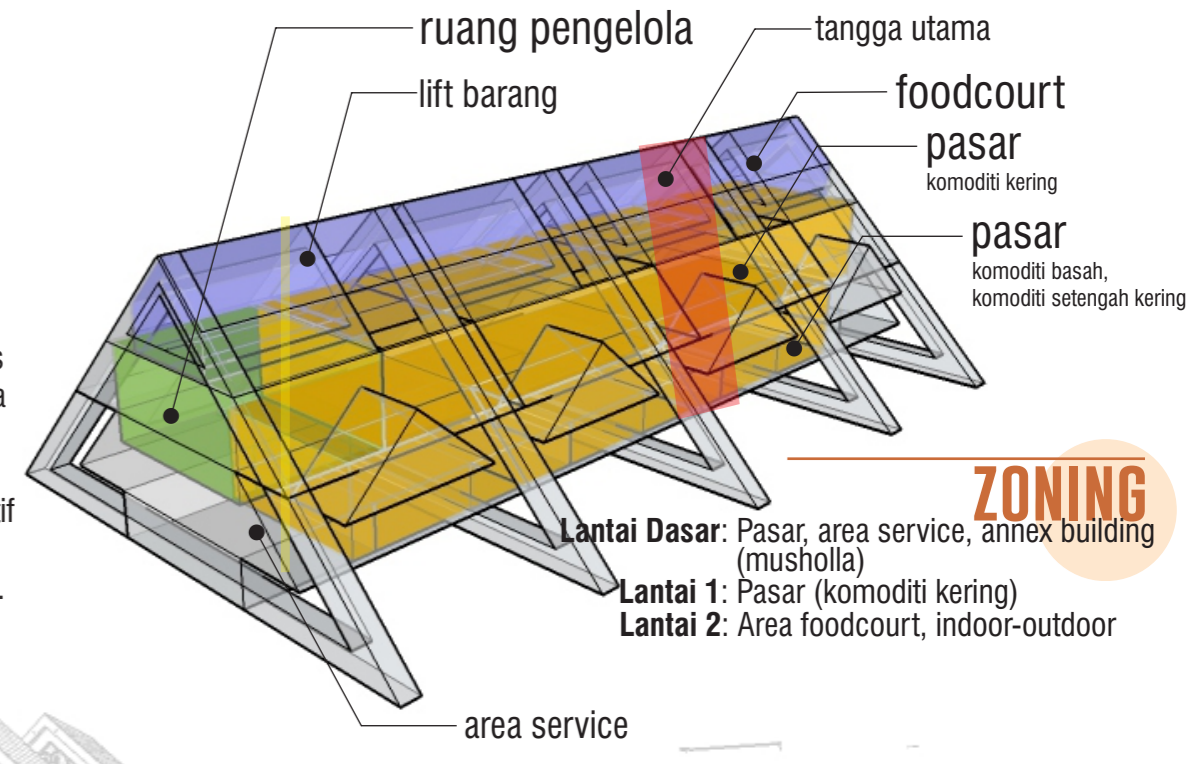 ruang pengelola
tangga utama
lift barang
foodcourt
pasar
komoditi kering
pasar
komoditi basah,
komoditi setengah kering
ZONING
Lantai Dasar: Pasar, area service, annex building
(musholla)
Lantai 1: Pasar (komoditi kering)
Lantai 2: Area foodcourt, indoor-outdoor
area service